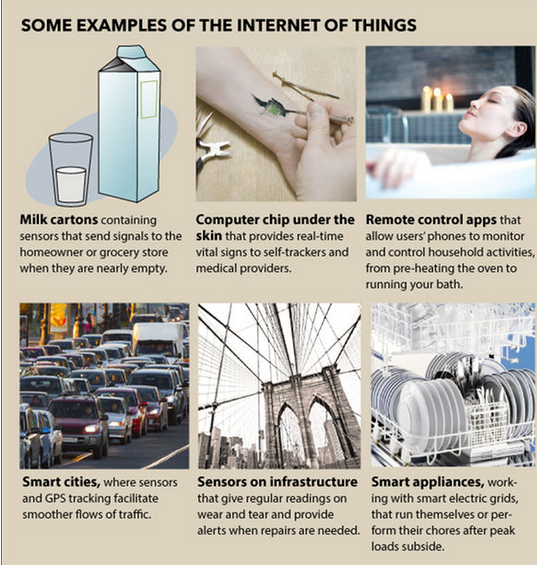 SOME EXAMPLES OF THE INTERNET OF THINGS
Milk cartons containing
sensors that send signals to the
homeowner or grocery store
when they are nearly empty.
Computer chip under the
skin that provides real-time
vital signs to self-trackers and
medical providers.
Remote control apps that
allow users' phones to monitor
and control household activities,
from pre-heating the oven to
running your bath.
Smart cities, where sensors
and GPS tracking facilitate
smoother flows of traffic.
Sensors on infrastructure
that give regular readings on
wear and tear and provide
alerts when repairs are needed.
Smart appliances, work-
ing with smart electric grids,
that run themselves or per-
form their chores after peak
loads subside.